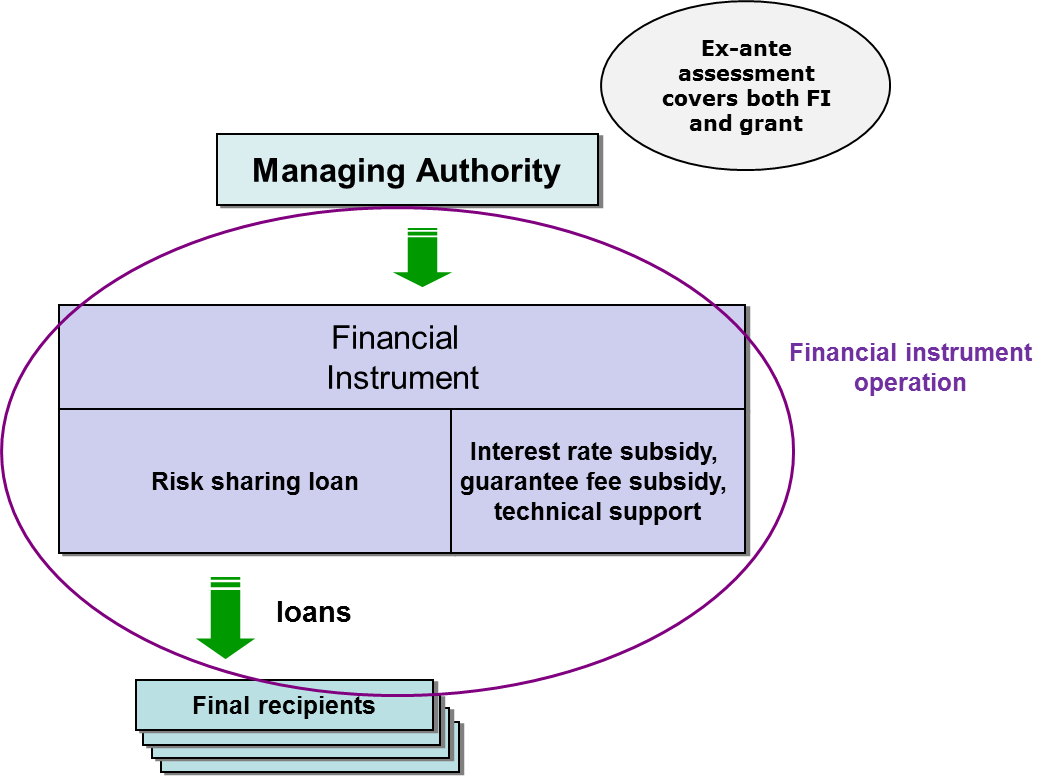 Ex-ante
assessment
covers both FI
and grant
Managing Authority
Financial
Instrument
Financial instrument
operation
Risk sharing loan
Interest rate subsidy,
guarantee fee subsidy,
technical support
loans
Final recipients